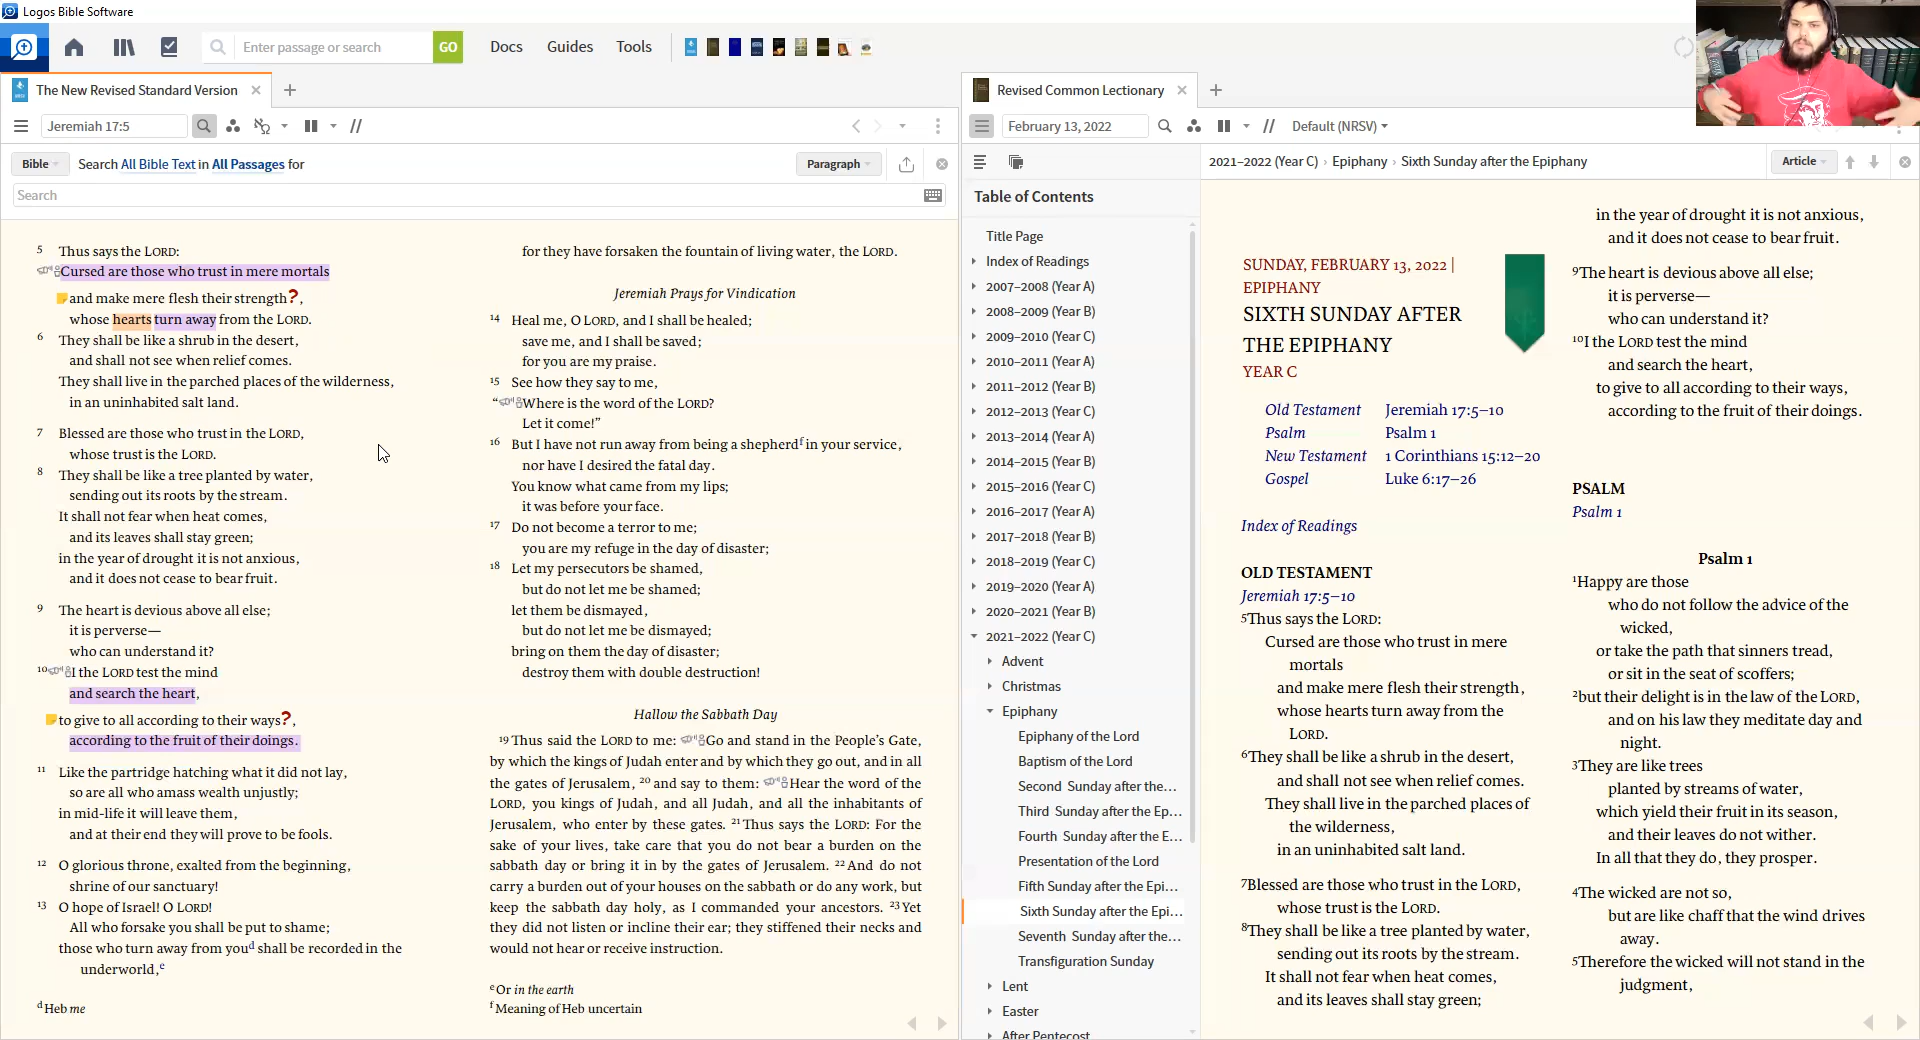 Logos Bible Software
Enter passage or search
GO
Docs
Guides
Tools
The New Revised Standard Version
Jeremiah 17:5
Bible
Search All Bible Text in All Passages for
Paragraph
Search
5 Thus says the LORD:
Cursed are those who trust in mere mortals
and make mere flesh their strength?,
whose hearts turn away from the LORD.
6 They shall be like a shrub in the desert,
and shall not see when relief comes.
They shall live in the parched places of the wilderness,
in an uninhabited salt land.
7 Blessed are those who trust in the LORD,
whose trust is the LORD.
8 They shall be like a tree planted by water,
sending out its roots by the stream.
It shall not fear when heat comes,
and its leaves shall stay green;
in the year of drought it is not anxious,
and it does not cease to bear fruit.
9 The heart is devious above all else;
it is perverse—
who can understand it?
10 I the LORD test the mind
and search the heart,
to give to all according to their ways?,
according to the fruit of their doings.
11 Like the partridge hatching what it did not lay,
so are all who amass wealth unjustly;
in mid-life it will leave them,
and at their end they will prove to be fools.
12 O glorious throne, exalted from the beginning,
shrine of our sanctuary!
13 O hope of Israel! O LORD!
All who forsake you shall be put to shame;
those who turn away from you d shall be recorded in the
underworld, e
d Heb me
for they have forsaken the fountain of living water, the LORD.
Jeremiah Prays for Vindication
14 Heal me, O LORD, and I shall be healed;
save me, and I shall be saved;
for you are my praise.
15 See how they say to me,
“Where is the word of the LORD?
Let it come!”
16 But I have not run away from being a shepherd f in your service,
nor have I desired the fatal day.
You know what came from my lips;
it was before your face.
17 Do not become a terror to me;
you are my refuge in the day of disaster;
18 Let my persecutors be shamed,
but do not let me be shamed;
let them be dismayed,
but do not let me be dismayed;
bring on them the day of disaster;
destroy them with double destruction!
Hallow the Sabbath Day
19 Thus said the LORD to me: Go and stand in the People’s Gate,
by which the kings of Judah enter and by which they go out, and in all
the gates of Jerusalem, 20 and say to them: Hear the word of the
LORD, you kings of Judah, and all Judah, and all the inhabitants of
Jerusalem, who enter by these gates. 21 Thus says the LORD: For the
sake of your lives, take care that you do not bear a burden on the
sabbath day or bring it in by the gates of Jerusalem. 22 And do not
carry a burden out of your houses on the sabbath or do any work, but
keep the sabbath day holy, as I commanded your ancestors. 23 Yet
they did not listen or incline their ear; they stiffened their necks and
would not hear or receive instruction.
e Or in the earth
f Meaning of Heb uncertain
Revised Common Lectionary
February 13, 2022
Default (NRSV)
2021–2022 (Year C) › Epiphany › Sixth Sunday after the Epiphany
Article
Table of Contents
Title Page
Index of Readings
2007–2008 (Year A)
2008–2009 (Year B)
2009–2010 (Year C)
2010–2011 (Year A)
2011–2012 (Year B)
2012–2013 (Year C)
2013–2014 (Year A)
2014–2015 (Year B)
2015–2016 (Year C)
2016–2017 (Year A)
2017–2018 (Year B)
2018–2019 (Year C)
2019–2020 (Year A)
2020–2021 (Year B)
2021–2022 (Year C)
Advent
Christmas
Epiphany
Epiphany of the Lord
Baptism of the Lord
Second Sunday after the...
Third Sunday after the Ep...
Fourth Sunday after the E...
Presentation of the Lord
Fifth Sunday after the Epi...
Sixth Sunday after the Epi...
Seventh Sunday after the...
Transfiguration Sunday
Lent
Easter
After Pentecost
SUNDAY, FEBRUARY 13, 2022 |
EPIPHANY
SIXTH SUNDAY AFTER
THE EPIPHANY
YEAR C
Old Testament Jeremiah 17:5–10
Psalm Psalm 1
New Testament 1 Corinthians 15:12–20
Gospel Luke 6:17–26
Index of Readings
OLD TESTAMENT
Jeremiah 17:5–10
5 Thus says the LORD:
Cursed are those who trust in mere
mortals
and make mere flesh their strength,
whose hearts turn away from the
LORD.
6 They shall be like a shrub in the desert,
and shall not see when relief comes.
They shall live in the parched places of
the wilderness,
in an uninhabited salt land.
7 Blessed are those who trust in the LORD,
whose trust is the LORD.
8 They shall be like a tree planted by water,
sending out its roots by the stream.
It shall not fear when heat comes,
and its leaves shall stay green;
in the year of drought it is not anxious,
and it does not cease to bear fruit.
9 The heart is devious above all else;
it is perverse—
who can understand it?
10 I the LORD test the mind
and search the heart,
to give to all according to their ways,
according to the fruit of their doings.
PSALM
Psalm 1
Psalm 1
1 Happy are those
who do not follow the advice of the
wicked,
or take the path that sinners tread,
or sit in the seat of scoffers;
2 but their delight is in the law of the LORD,
and on his law they meditate day and
night.
3 They are like trees
planted by streams of water,
which yield their fruit in its season,
and their leaves do not wither.
In all that they do, they prosper.
4 The wicked are not so,
but are like chaff that the wind drives
away.
5 Therefore the wicked will not stand in the
judgment,